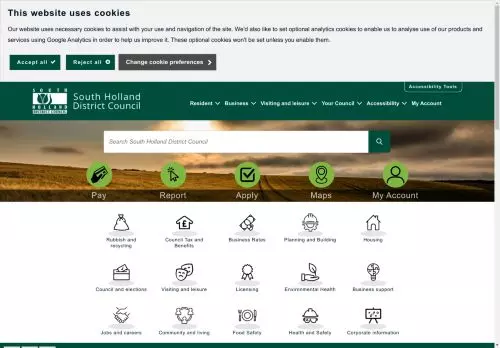 This website uses cookies
Our website uses necessary cookies to assist with your use and navigation of the site. We'd also like to set optional analytics cookies to enable us to analyse use of our products
and services using Google Analytics in order to help us improve it. These optional cookies won't be set unless you enable them.
Accept all
Reject all
Change cookie preferences
Accessibility Tools
SOUTH
HOLLAND
DISTRICT COUNCIL
South Holland
District Council
Resident
Business
Visiting and leisure
Your Council
Accessibility
My Account
Search South Holland District Council
Pay
Report
Apply
Maps
My Account
Rubbish and
recycling
Council Tax and
Benefits
Business Rates
Planning and Building
Housing
Council and elections
Visiting and leisure
Licensing
Environmental Health
Business support
Jobs and careers
Community and living
Food Safety
Health and Safety
Corporate information